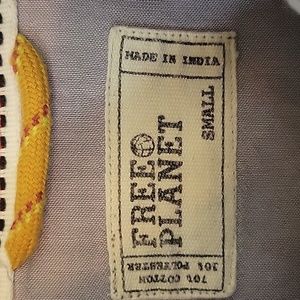 MADE IN INDIA
FREE PLANET
SMALL
70% COTTON
30% POLYESTER